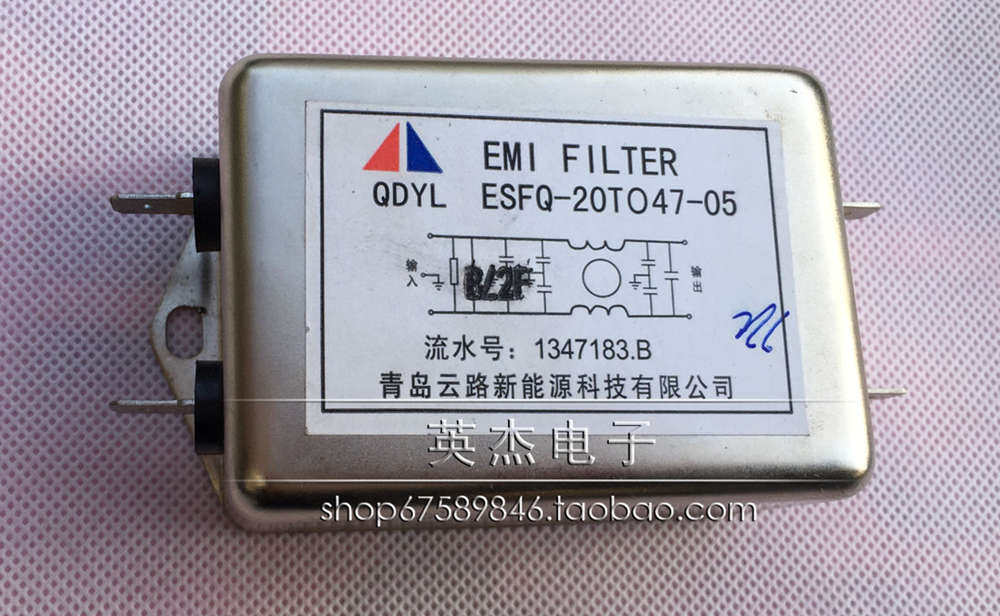 EMI FILTER
QDYL ESFQ-20TO47-05
输入
输出
流水号：1347183.B
青岛云路新能源科技有限公司
英杰电子
shop67589846.taobao.com